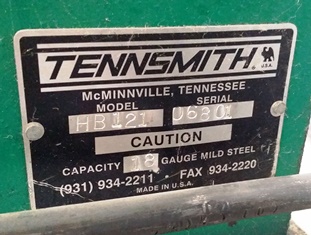 TENNSMITH
U.S.A.
McMINNVILLE, TENNESSEE
MODEL SERIAL
HB121 06301
CAUTION
CAPACITY 18 GAUGE MILD STEEL
(931) 934-2211 • FAX 934-2220
MADE IN U.S.A.